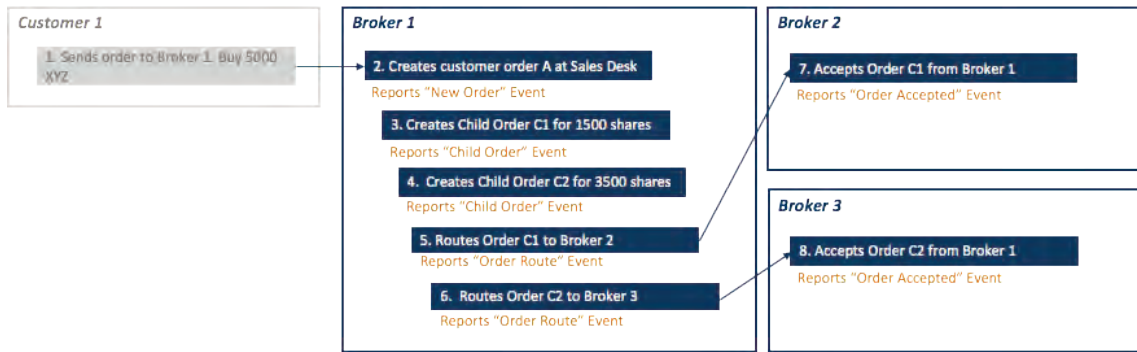 Customer 1
1. Sends order to Broker 1. Buy 5000
XYZ
Broker 1
2. Creates customer order A at Sales Desk
Reports "New Order" Event
3. Creates Child Order C1 for 1500 shares
Reports "Child Order" Event
4. Creates Child Order C2 for 3500 shares
Reports "Child Order" Event
5. Routes Order C1 to Broker 2
Reports "Order Route" Event
6. Routes Order C2 to Broker 3
Reports "Order Route" Event
Broker 2
7. Accepts Order C1 from Broker 1
Reports "Order Accepted" Event
Broker 3
8. Accepts Order C2 from Broker 1
Reports "Order Accepted" Event